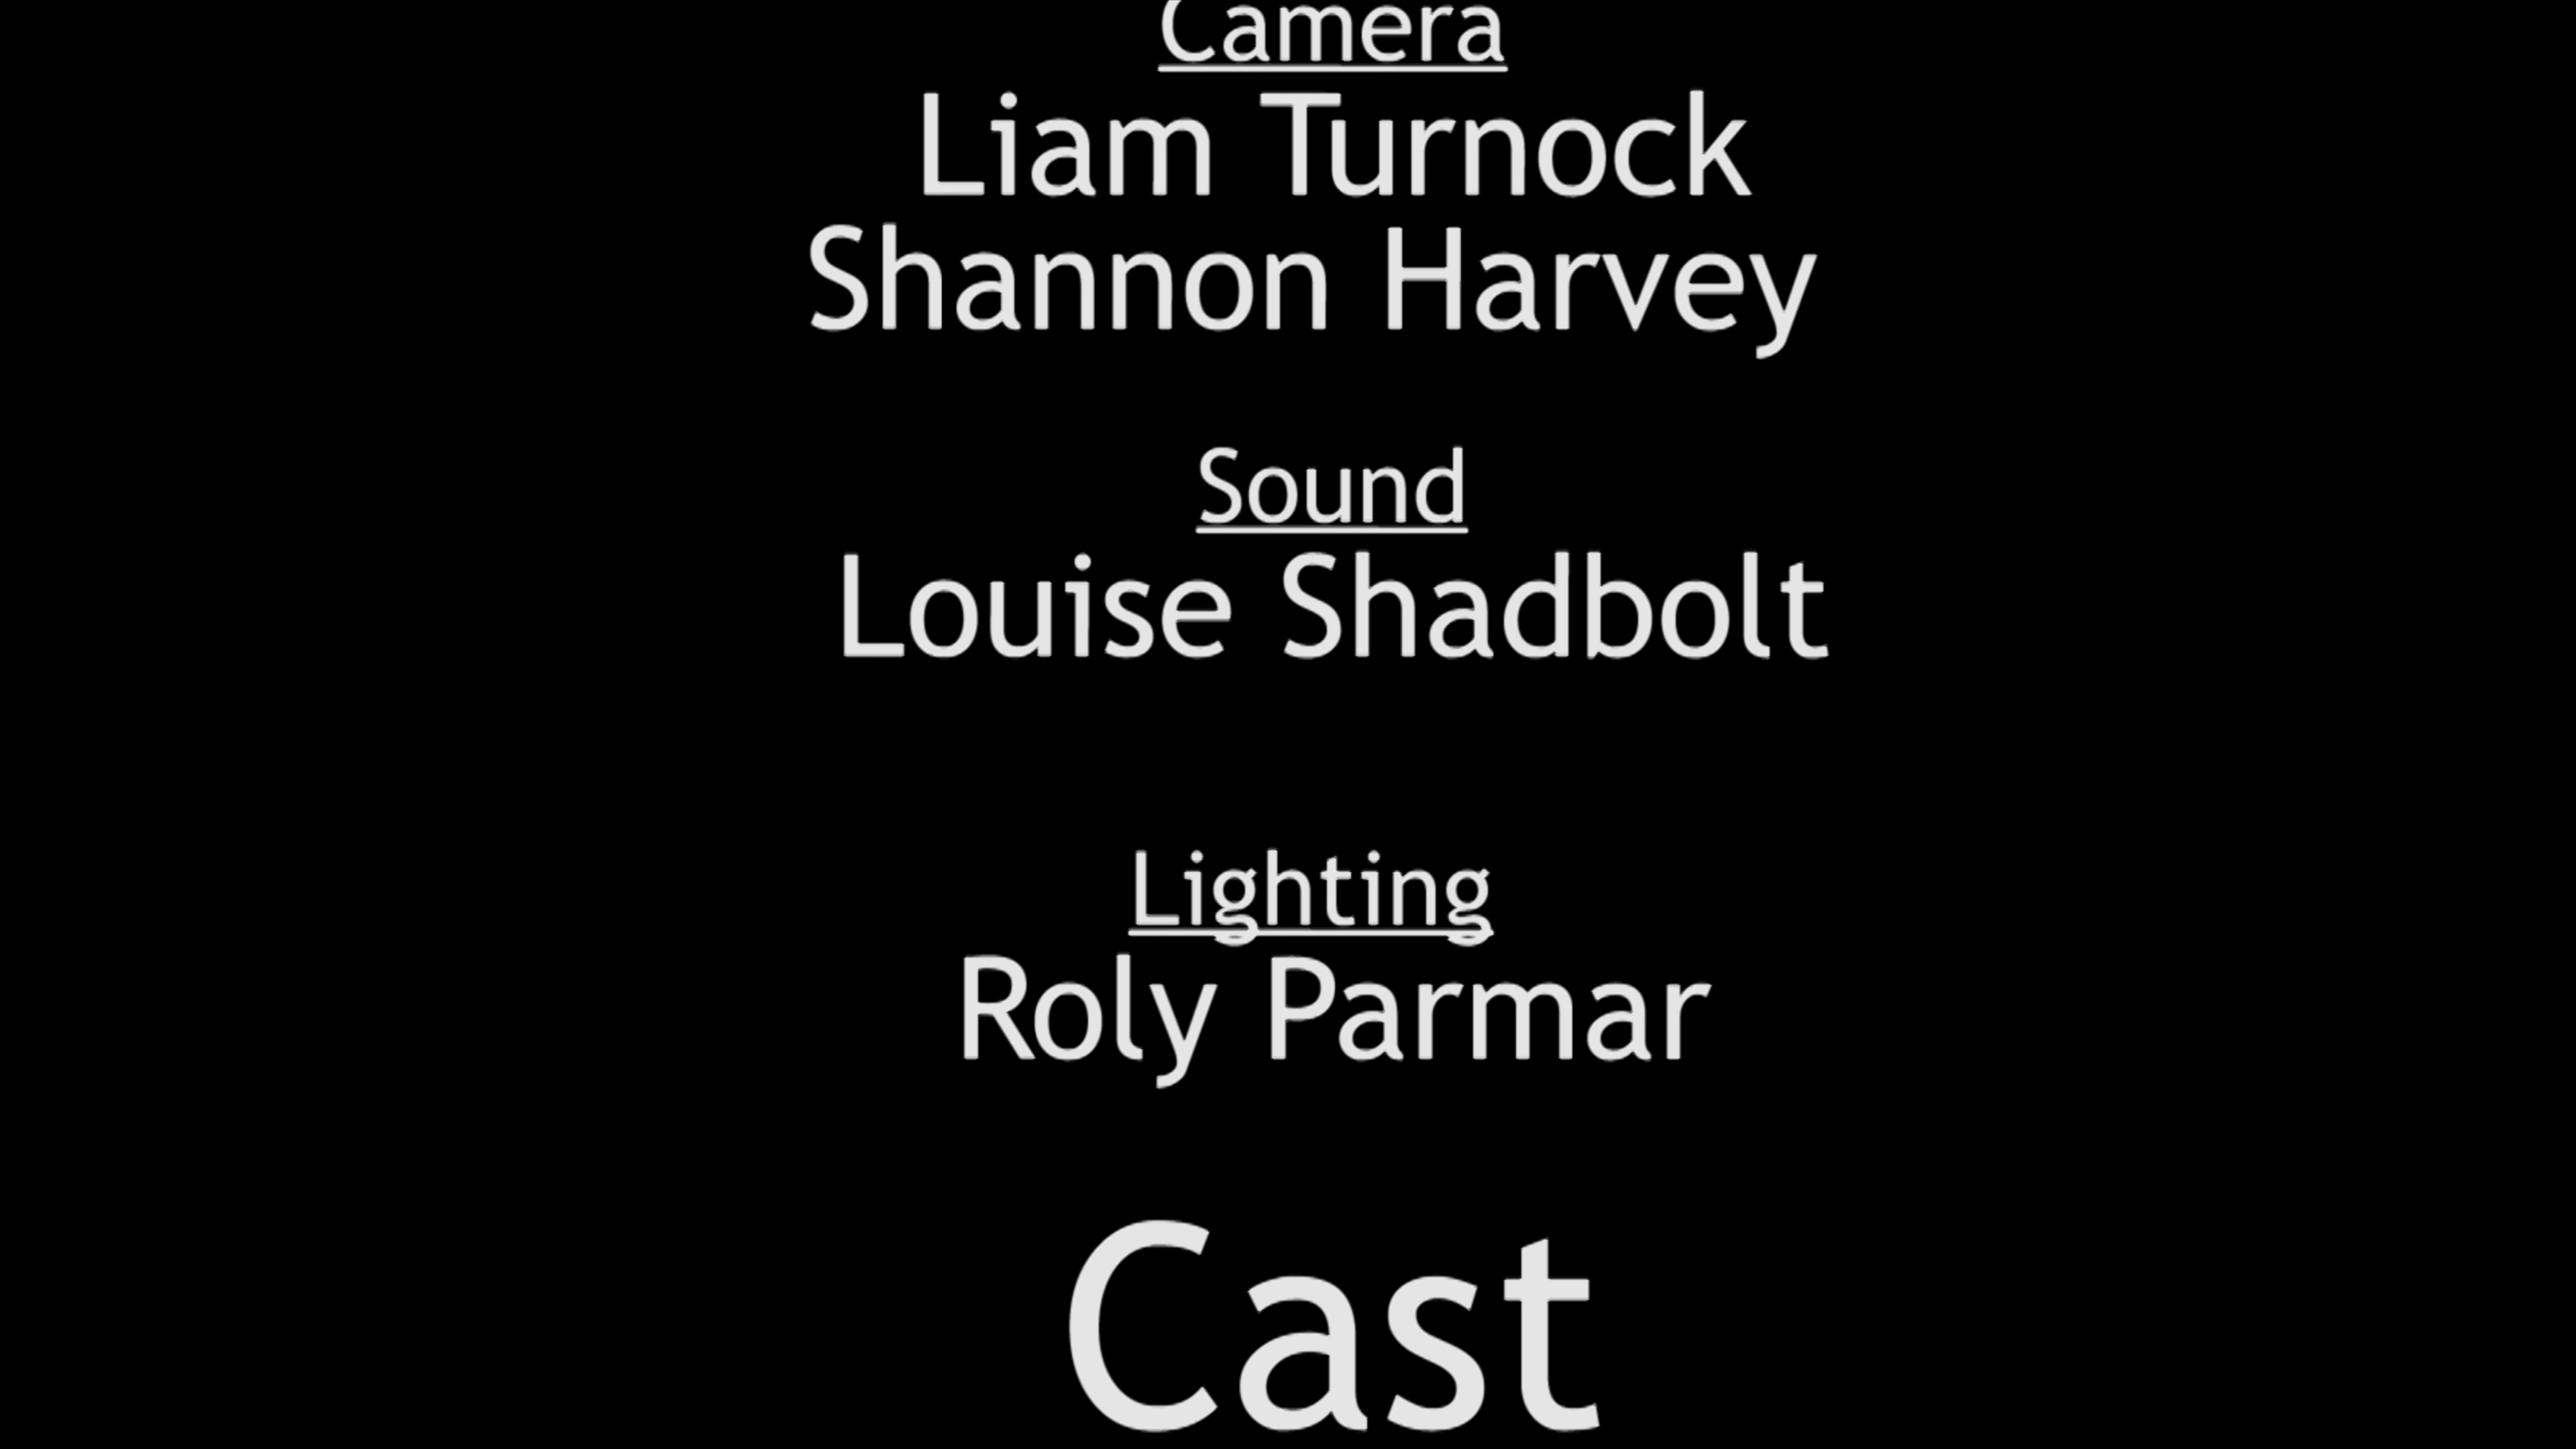 Camera
Liam Turnock
Shannon Harvey
Sound
Louise Shadbolt
Lighting
Roly Parmar
Cast